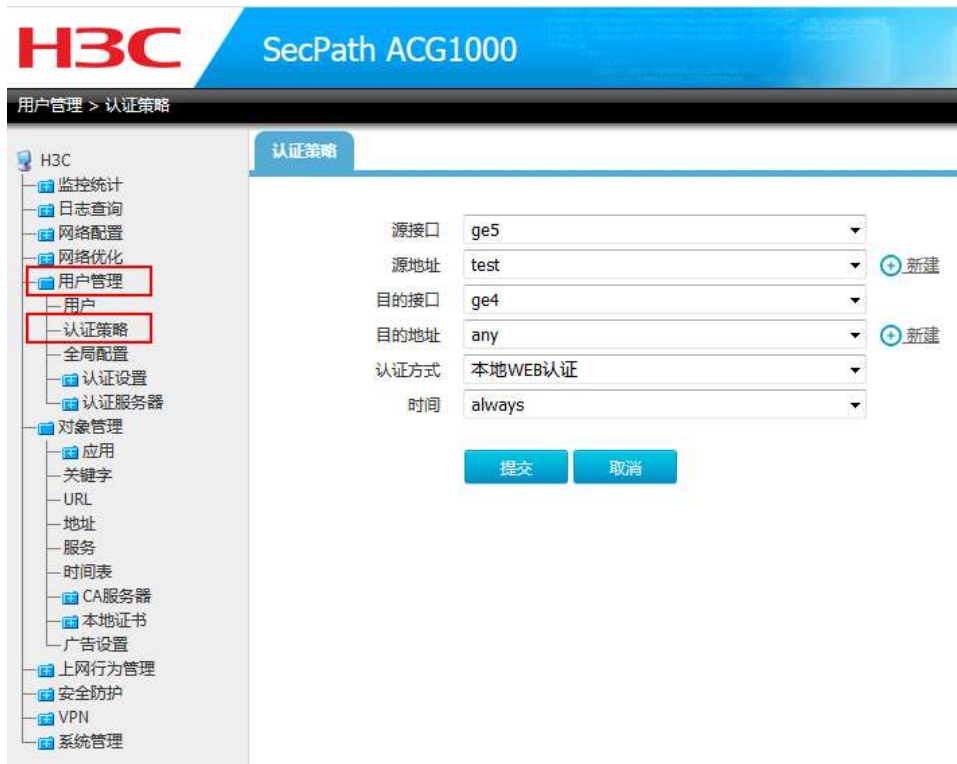 H3C
SecPath ACG1000
用户管理 > 认证策略
H3C
监控统计
日志查询
网络配置
网络优化
用户管理
用户
认证策略
全局配置
认证设置
认证服务器
对象管理
应用
关键字
URL
地址
服务
时间表
CA服务器
本地证书
广告设置
上网行为管理
安全防护
VPN
系统管理
认证策略
源接口 ge5
源地址 test 新建
目的接口 ge4
目的地址 any 新建
认证方式 本地WEB认证
时间 always
提交 取消